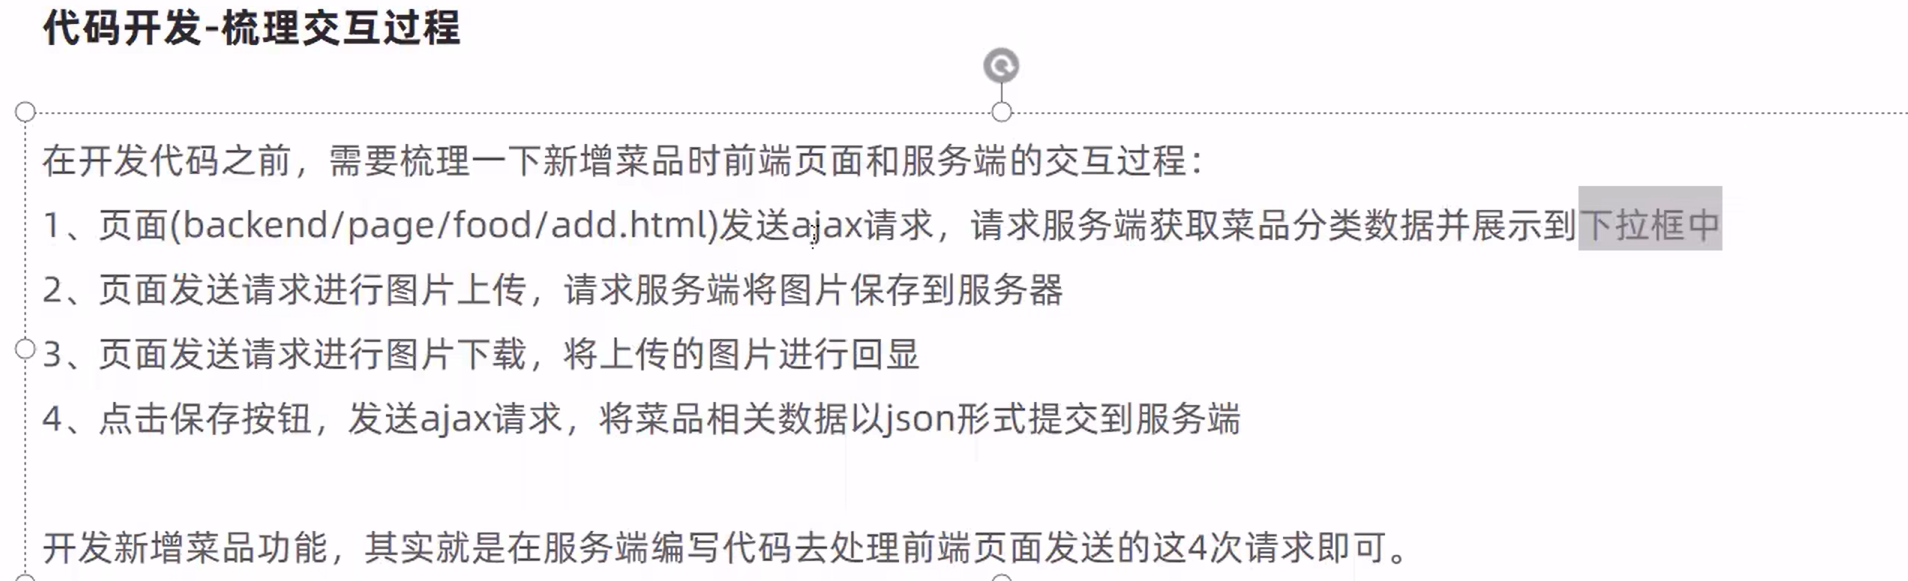 代码开发-梳理交互过程
在开发代码之前，需要梳理一下新增菜品时前端页面和服务端的交互过程：
1、页面(backend/page/food/add.html)发送ajax请求，请求服务端获取菜品分类数据并展示到下拉框中
2、页面发送请求进行图片上传，请求服务端将图片保存到服务器
3、页面发送请求进行图片下载，将上传的图片进行回显
4、点击保存按钮，发送ajax请求，将菜品相关数据以json形式提交到服务端
开发新增菜品功能，其实就是在服务端编写代码去处理前端页面发送的这4次请求即可。